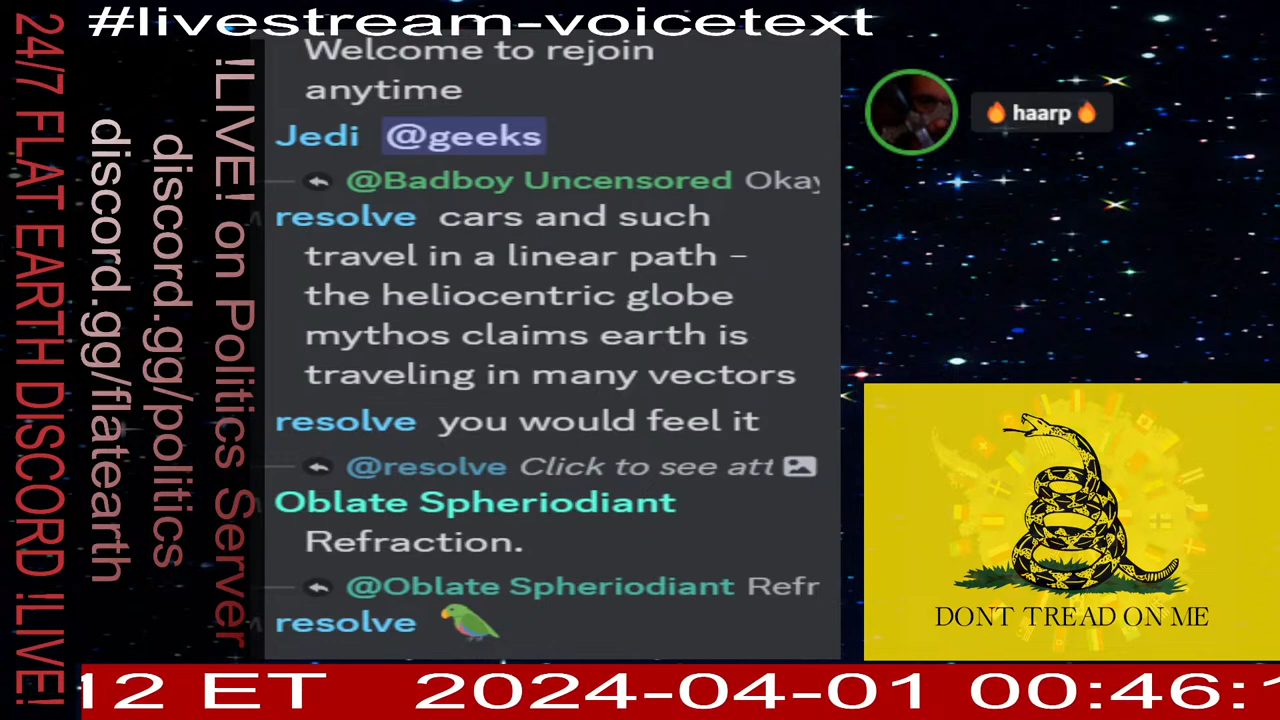 #livestream-voicetext
24/7 FLAT EARTH DISCORD !LIVE!
discord.gg/flatearth
discord.gg/politics
!LIVE! on Politics Server
Welcome to rejoin
anytime
Jedi @geeks
@Badboy Uncensored Okay
resolve cars and such
travel in a linear path -
the heliocentric globe
mythos claims earth is
traveling in many vectors
resolve you would feel it
@resolve Click to see att
Oblate Spheriodiant
Refraction.
@Oblate Spheriodiant Refr
resolve
haarp
DONT TREAD ON ME
12 ET 2024-04-01 00:46:1